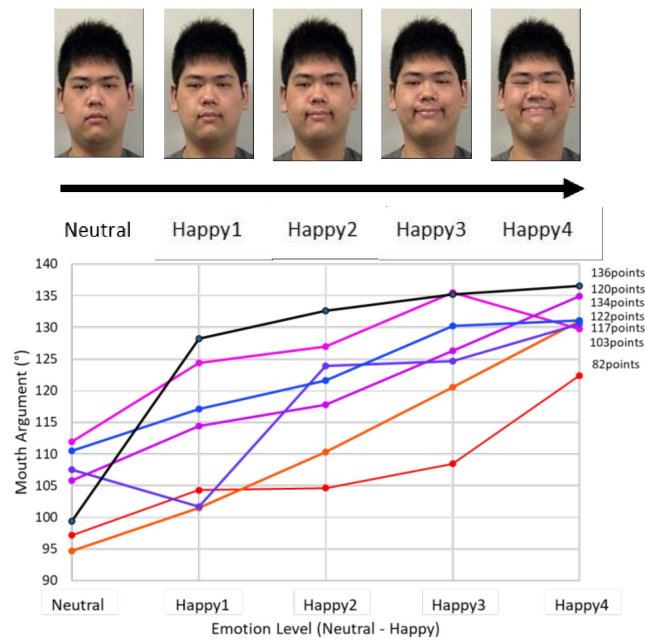 Neutral Happy1 Happy2 Happy3 Happy4
140
135
130
125
120
115
110
105
100
95
90
Mouth Argument (°)
136points
120points
134points
122points
117points
103points
82points
Neutral Happy1 Happy2 Happy3 Happy4
Emotion Level (Neutral - Happy)